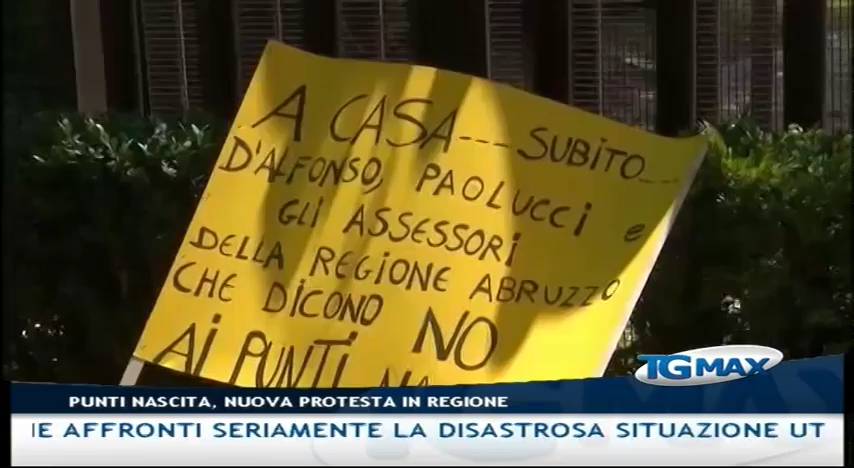 A CASA---- SUBITO....
D'ALFONSO, PAOLUCCI e
GLI ASSESSORI
DELLA REGIONE ABRUZZO
CHE DICONO NO
AI PUNTI
TGMAX
PUNTI NASCITA, NUOVA PROTESTA IN REGIONE
AFFRONTI SERIAMENTE LA DISASTROSA SITUAZIONE UT